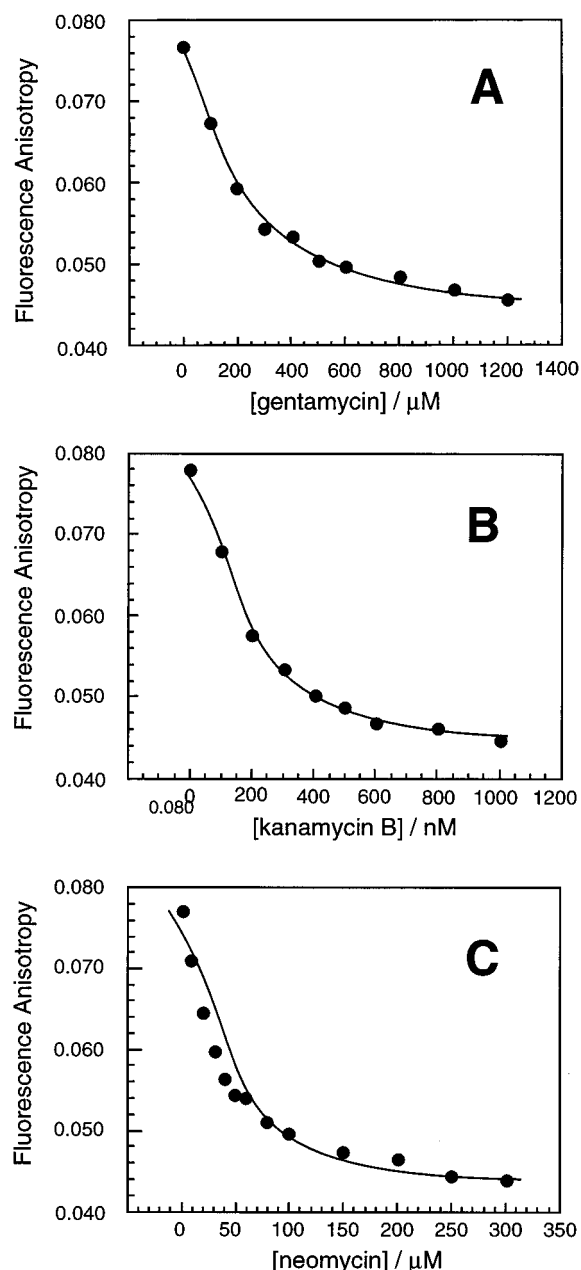 0.080
0.070
0.060
0.050
0.040
Fluorescence Anisotropy
A
0 200 400 600 800 1000 1200 1400
[gentamycin] / μM
0.080
0.070
0.060
0.050
0.040
Fluorescence Anisotropy
B
0 200 400 600 800 1000 1200
0.080
[kanamycin B] / nM
0.080
0.070
0.060
0.050
0.040
Fluorescence Anisotropy
C
0 50 100 150 200 250 300 350
[neomycin] / μM